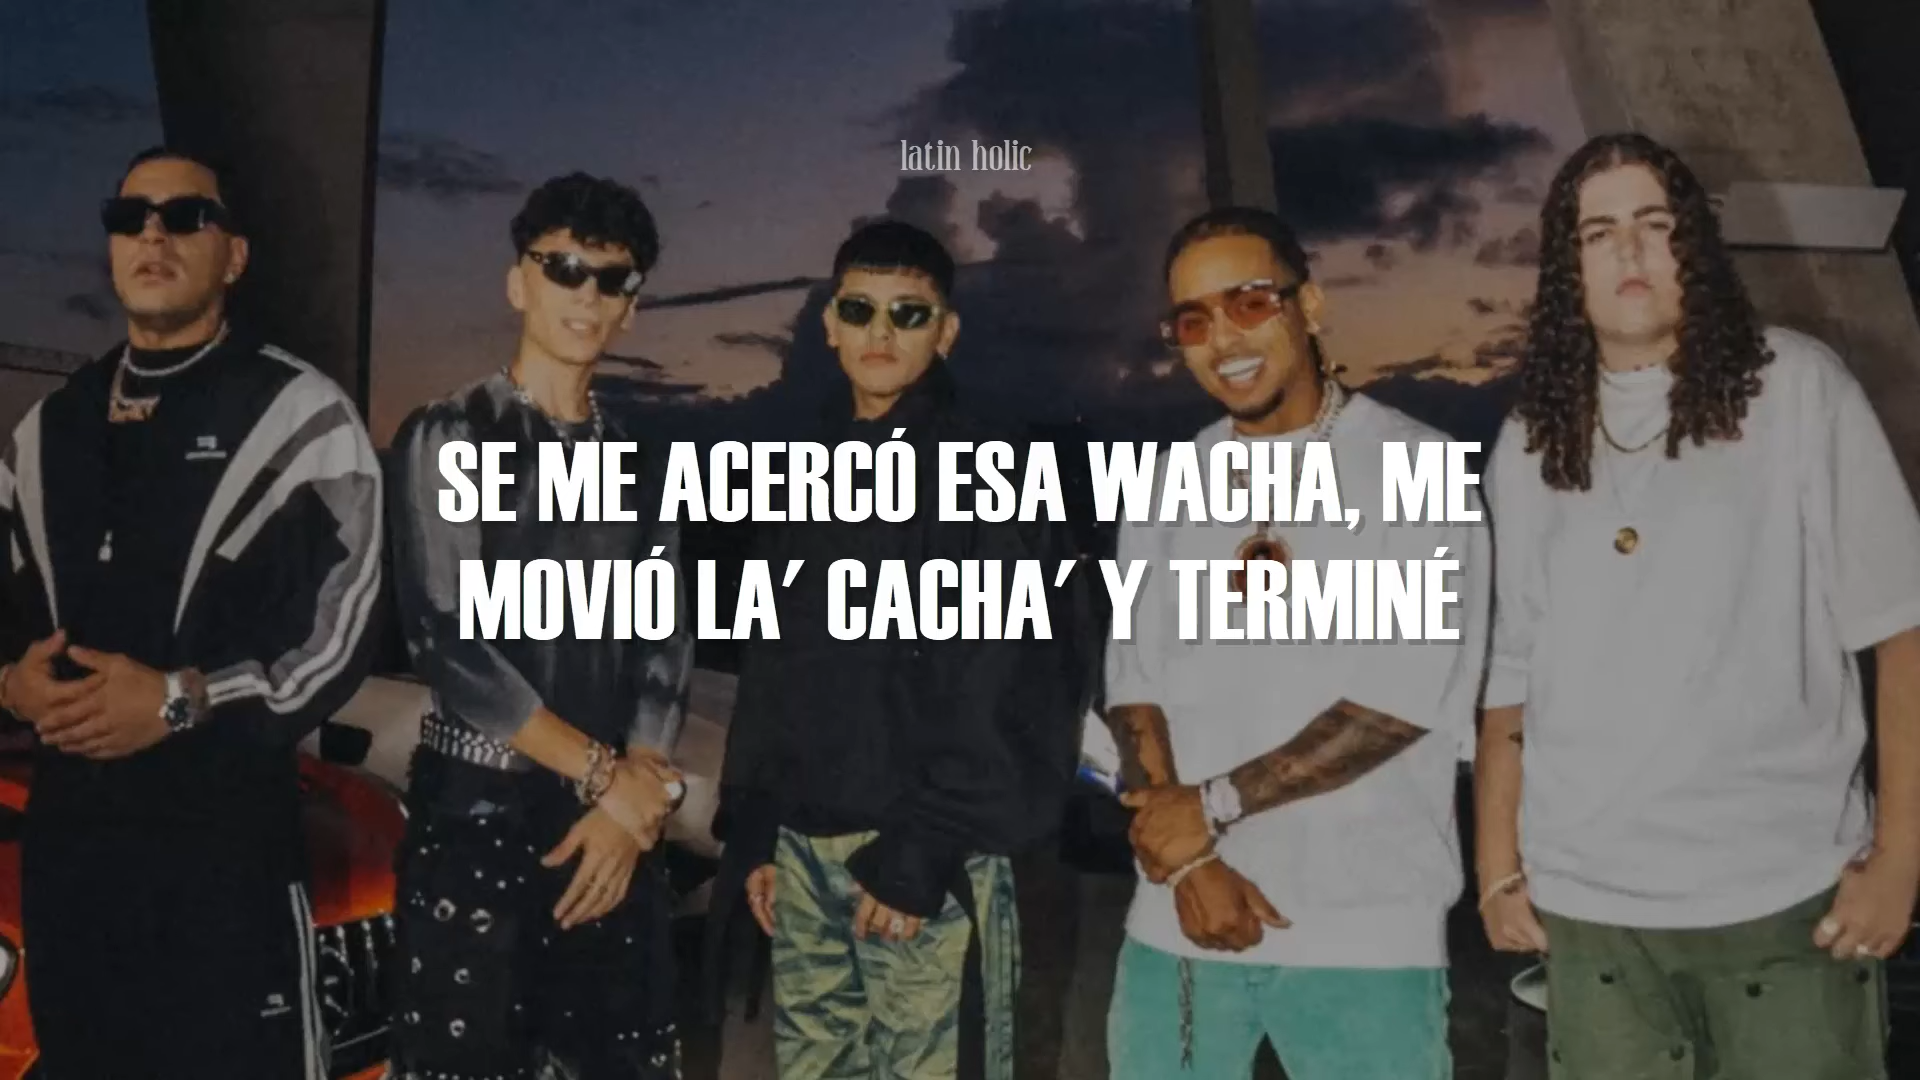 latin holic
SE ME ACERCÓ ESA WACHA, ME
MOVIÓ LA' CACHA' Y TERMINÉ